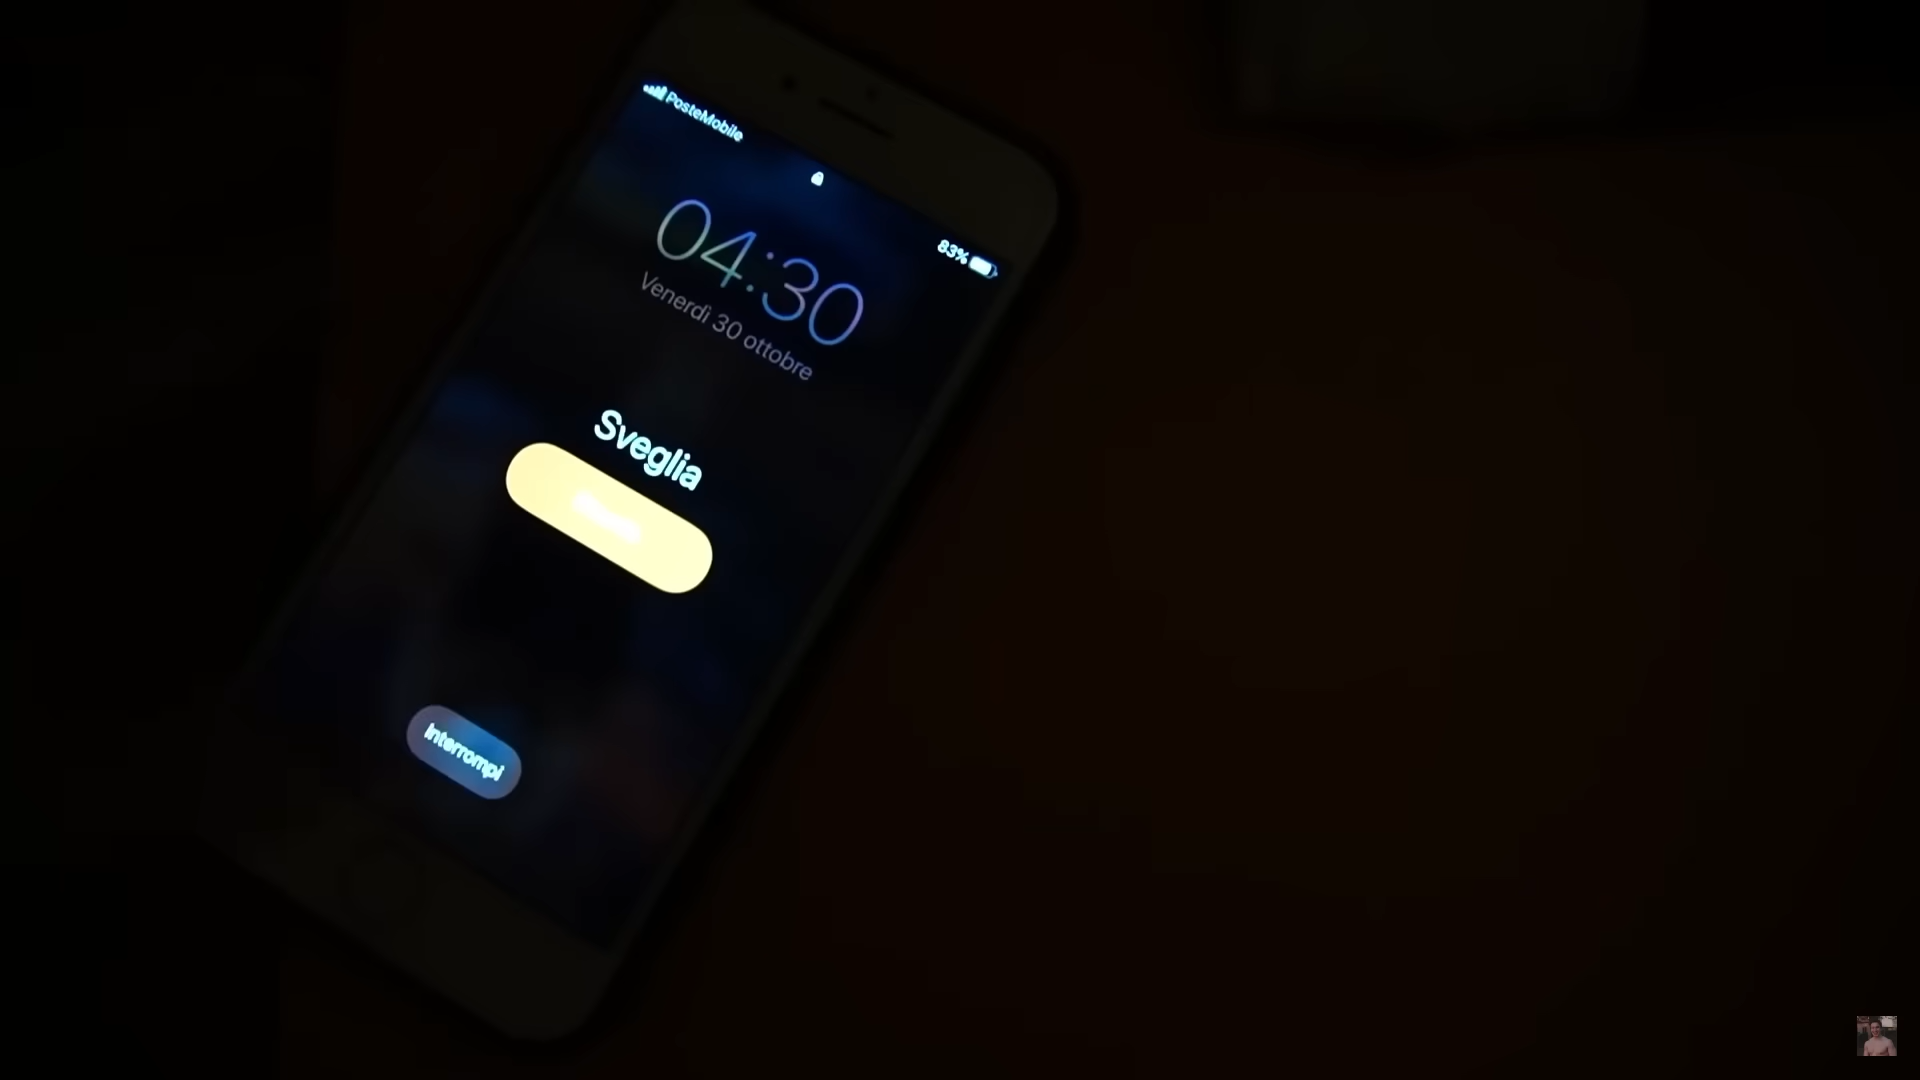 PosteMobile
83%
04:30
Venerdì 30 ottobre
Sveglia
Interrompi